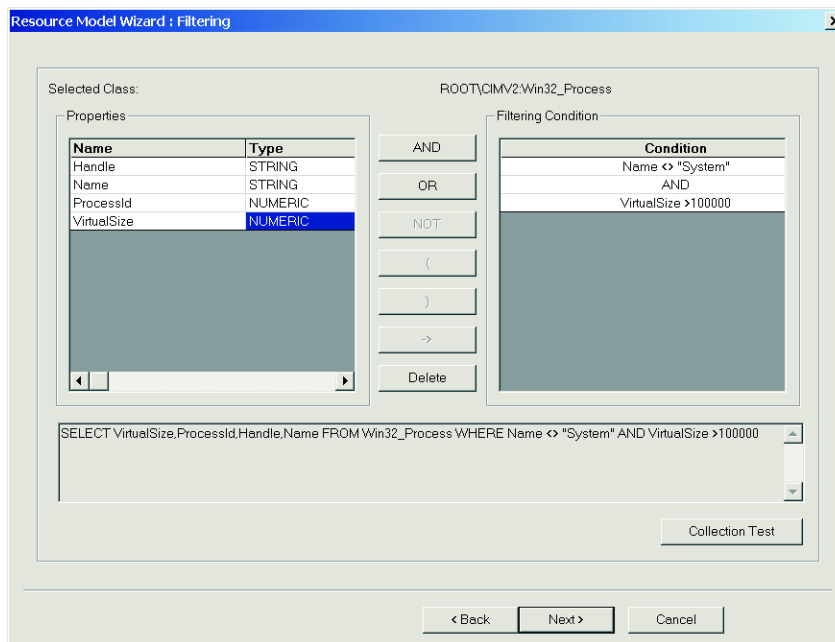 Resource Model Wizard : Filtering
Selected Class: ROOT\CIMV2:Win32_Process
Properties
Name Type
Handle STRING
Name STRING
ProcessId NUMERIC
VirtualSize NUMERIC
AND
OR
NOT
(
)
->
Delete
Filtering Condition
Condition
Name <> "System"
AND
VirtualSize >100000
SELECT VirtualSize,ProcessId,Handle,Name FROM Win32_Process WHERE Name <> "System" AND VirtualSize >100000
Collection Test
< Back Next > Cancel